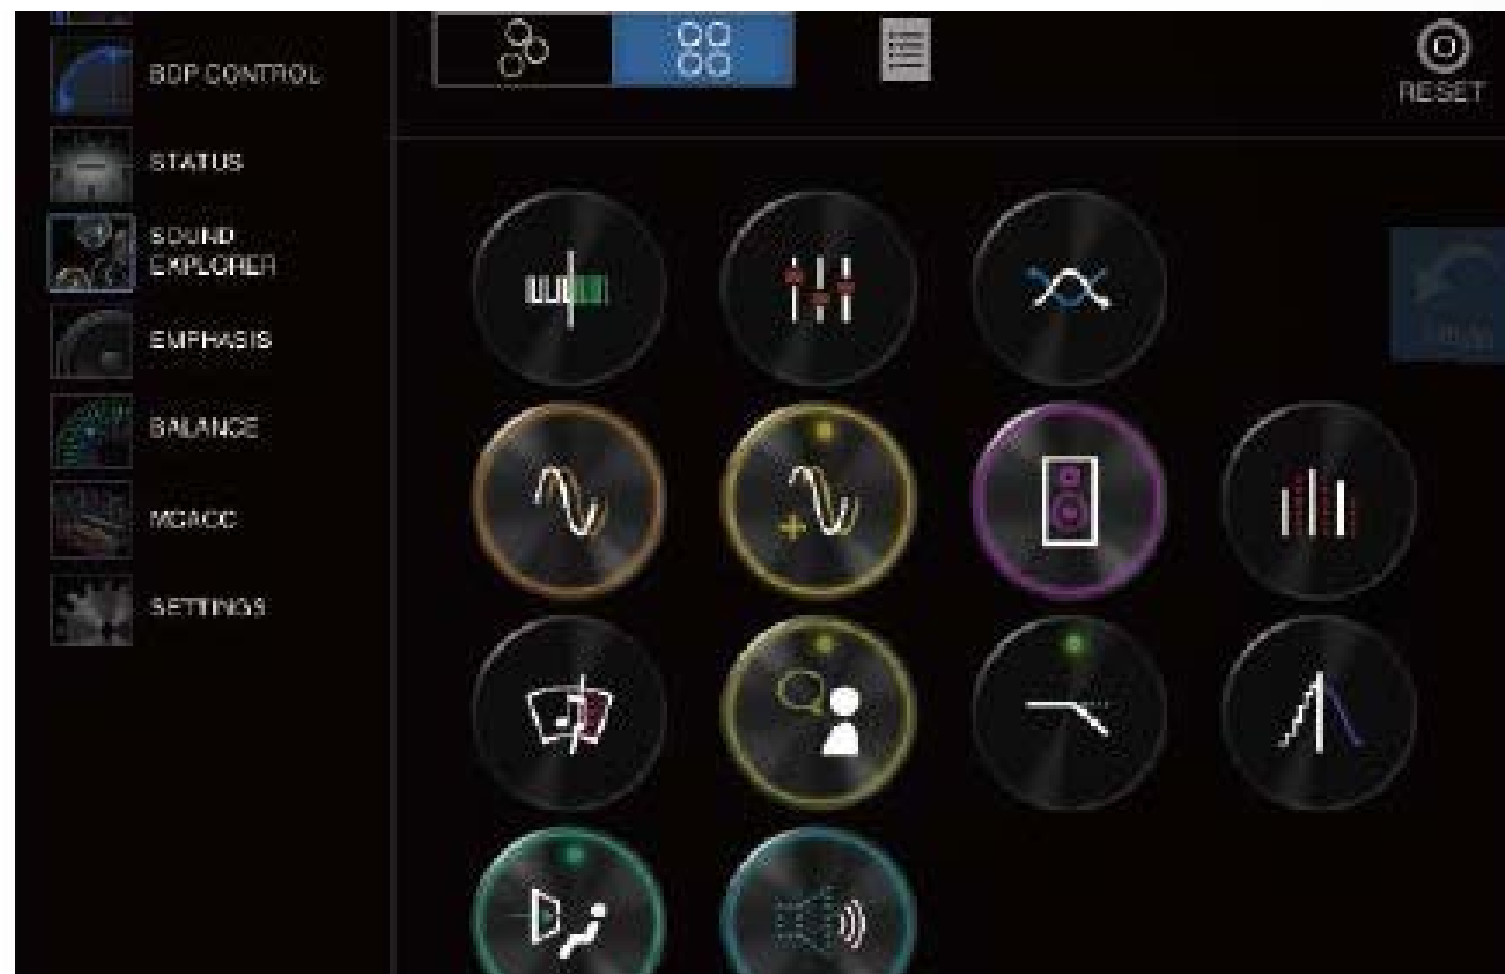 BDP CONTROL
STATUS
SOUND
EXPLORER
EMPHASIS
BALANCE
MCACC
SETTINGS
RESET